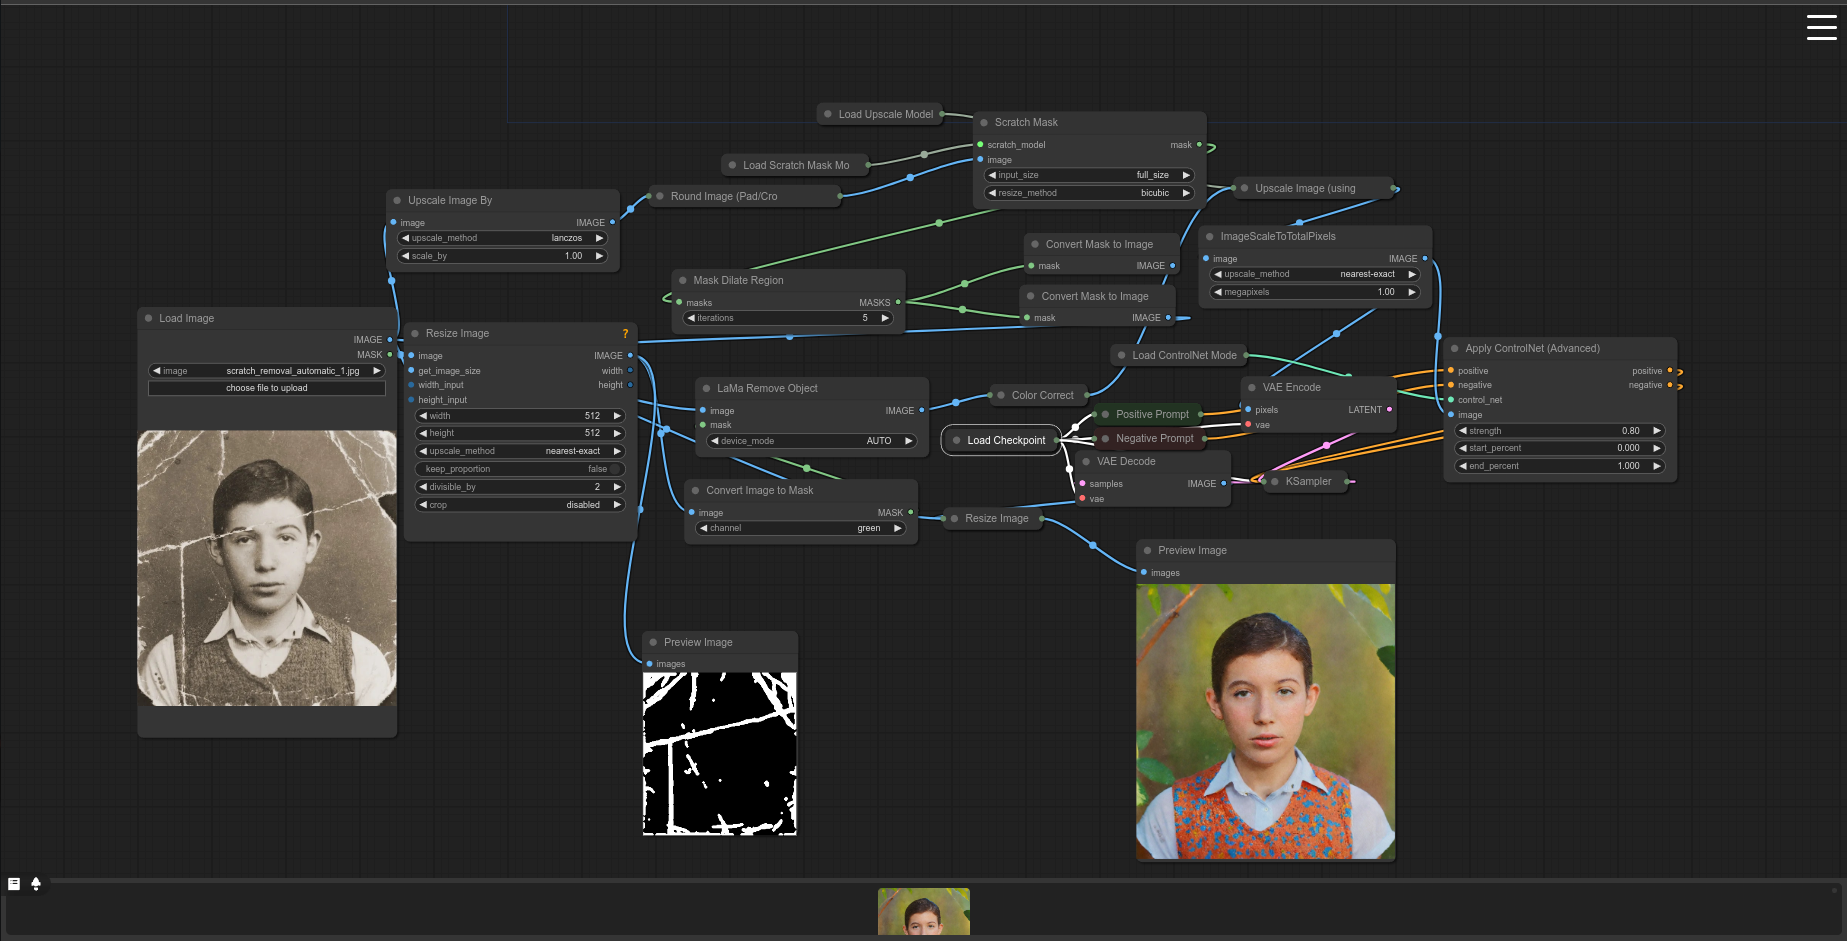 Load Upscale Model
Scratch Mask
scratch_model
mask
image
input_size
full_size
resize_method
bicubic
Load Scratch Mask Mo
Round Image (Pad/Cro
Upscale Image (using
Upscale Image By
image
IMAGE
upscale_method
lanczos
scale_by
1.00
Convert Mask to Image
mask
IMAGE
ImageScaleToTotalPixels
image
IMAGE
upscale_method
nearest-exact
megapixels
1.00
Mask Dilate Region
masks
MASKS
iterations
5
Convert Mask to Image
mask
IMAGE
Load Image
IMAGE
MASK
image
scratch_removal_automatic_1.jpg
choose file to upload
Resize Image
?
image
IMAGE
get_image_size
width
width_input
height
height_input
width
512
height
512
upscale_method
nearest-exact
keep_proportion
false
divisible_by
2
crop
disabled
Load ControlNet Mode
Apply ControlNet (Advanced)
positive
positive
negative
negative
control_net
image
strength
0.80
start_percent
0.000
end_percent
1.000
LaMa Remove Object
image
IMAGE
mask
device_mode
AUTO
Color Correct
VAE Encode
pixels
LATENT
vae
Positive Prompt
Load Checkpoint
Negative Prompt
VAE Decode
samples
IMAGE
vae
KSampler
Convert Image to Mask
image
MASK
channel
green
Resize Image
Preview Image
images
Preview Image
images